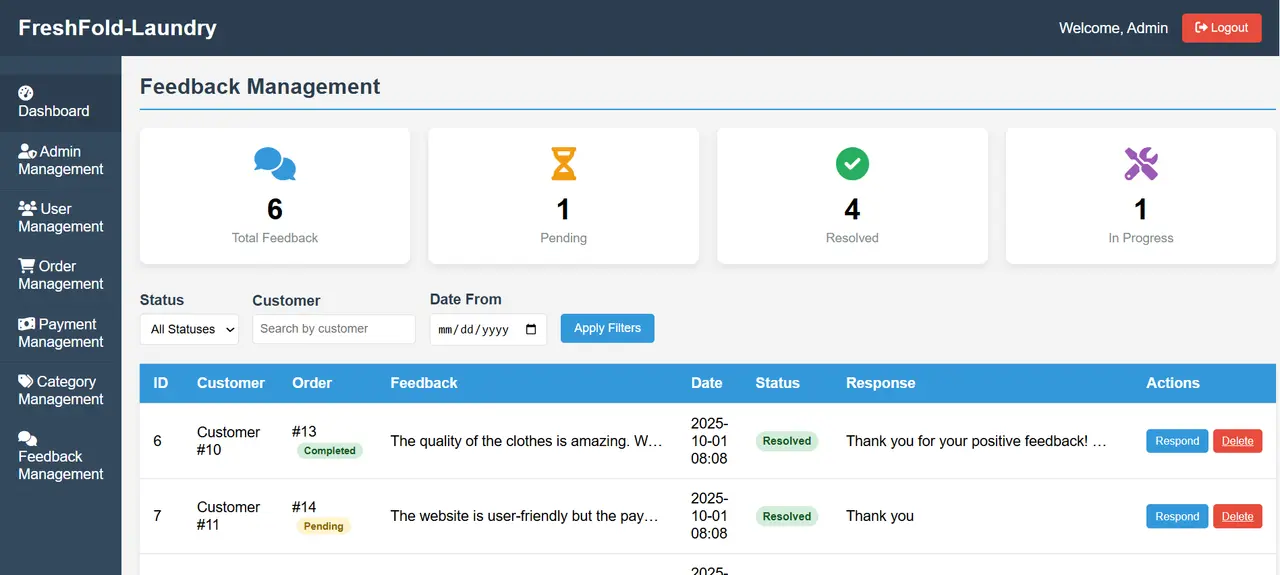 FreshFold-Laundry
Welcome, Admin
Logout
Dashboard
Admin
Management
User
Management
Order
Management
Payment
Management
Category
Management
Feedback
Management
Feedback Management
6
Total Feedback
1
Pending
4
Resolved
1
In Progress
Status
Customer
Date From
All Statuses
Search by customer
mm/dd/yyyy
Apply Filters
ID Customer Order Feedback Date Status Response Actions
6
Customer
#10
#13
Completed
The quality of the clothes is amazing. W...
2025-
10-01
08:08
Resolved
Thank you for your positive feedback! ...
Respond
Delete
7
Customer
#11
#14
Pending
The website is user-friendly but the pay...
2025-
10-01
08:08
Resolved
Thank you
Respond
Delete
2025-